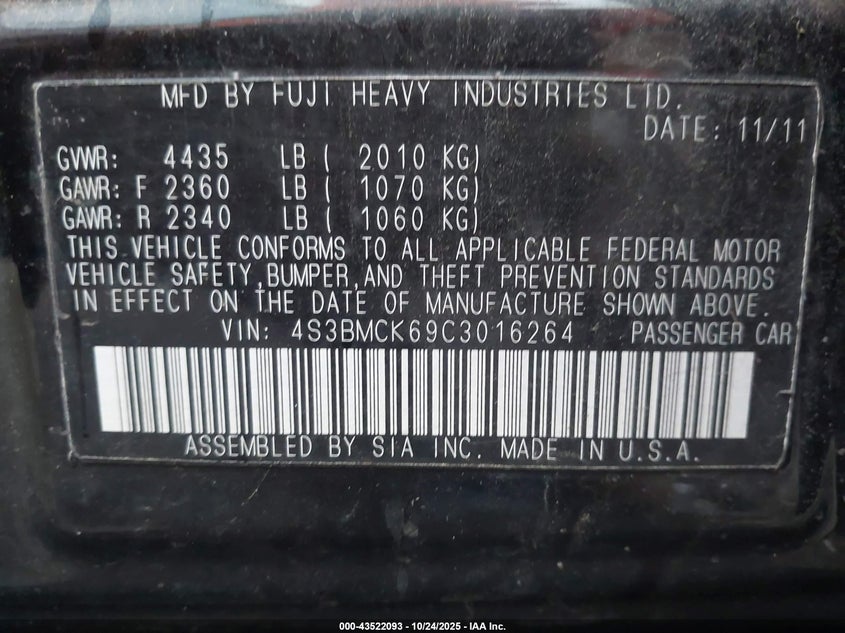 MFD BY FUJI HEAVY INDUSTRIES LTD.
DATE: 11/11
GVWR: 4435 LB ( 2010 KG)
GAWR: F 2360 LB ( 1070 KG)
GAWR: R 2340 LB ( 1060 KG)
THIS VEHICLE CONFORMS TO ALL APPLICABLE FEDERAL MOTOR
VEHICLE SAFETY,BUMPER,AND THEFT PREVENTION STANDARDS
IN EFFECT ON THE DATE OF MANUFACTURE SHOWN ABOVE.
VIN: 4S3BMCK69C3016264 PASSENGER CAR
ASSEMBLED BY SIA INC. MADE IN U.S.A.
000-43522093 - 10/24/2025 - IAA Inc.